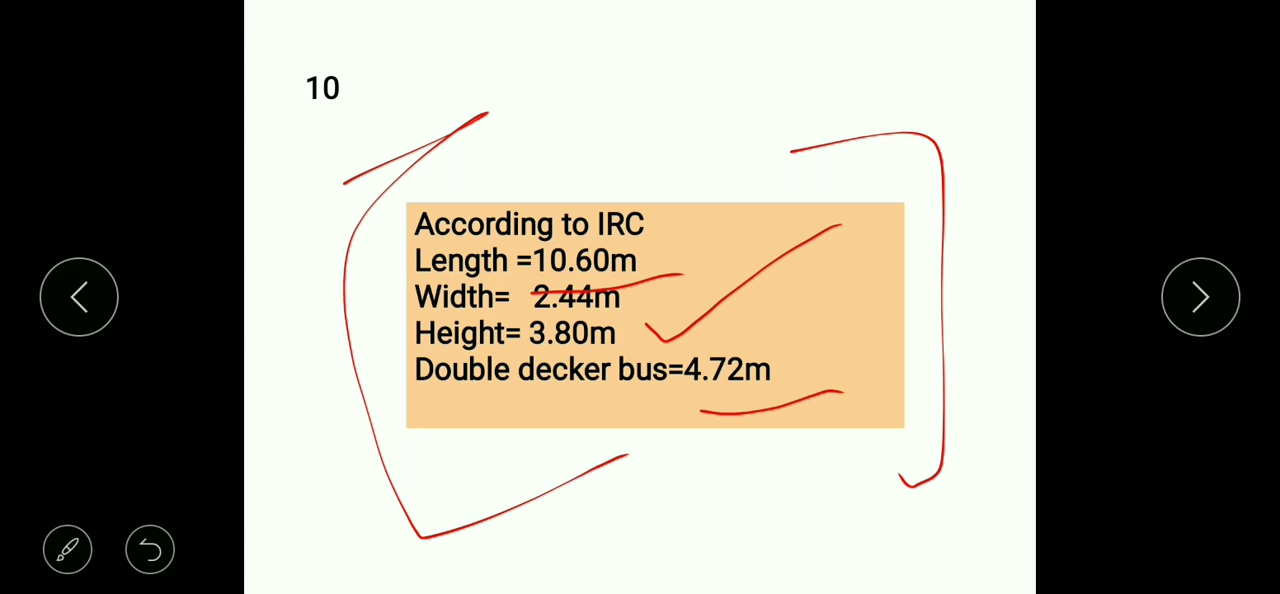 10
According to IRC
Length =10.60m
Width= 2.44m
Height= 3.80m
Double decker bus=4.72m